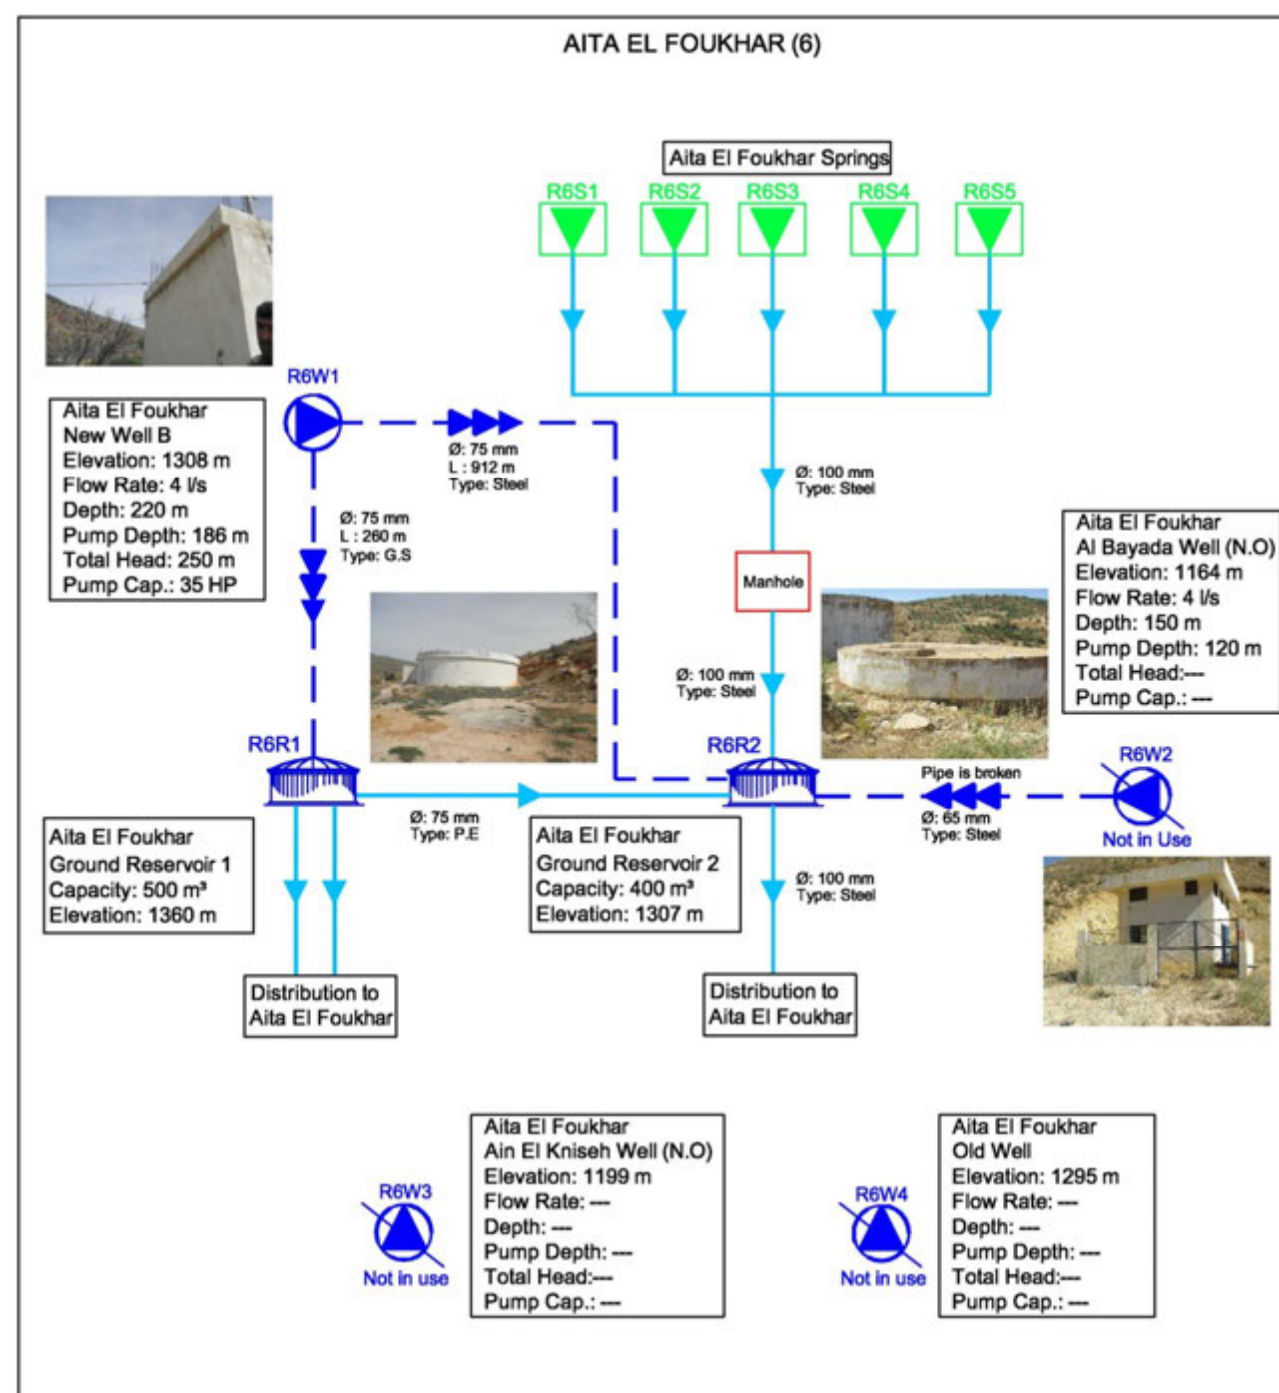 AITA EL FOUKHAR (6)
Aita El Foukhar Springs
R6S1
R6S2
R6S3
R6S4
R6S5
R6W1
Aita El Foukhar
New Well B
Elevation: 1308 m
Flow Rate: 4 l/s
Depth: 220 m
Pump Depth: 186 m
Total Head: 250 m
Pump Cap.: 35 HP
Ø: 75 mm
L : 912 m
Type: Steel
Ø: 75 mm
L : 260 m
Type: G.S
Ø: 100 mm
Type: Steel
Manhole
Ø: 100 mm
Type: Steel
Aita El Foukhar
Al Bayada Well (N.O)
Elevation: 1164 m
Flow Rate: 4 l/s
Depth: 150 m
Pump Depth: 120 m
Total Head:---
Pump Cap.: ---
R6R1
R6R2
Pipe is broken
R6W2
Ø: 65 mm
Type: Steel
Not in Use
Ø: 75 mm
Type: P.E
Aita El Foukhar
Ground Reservoir 1
Capacity: 500 m³
Elevation: 1360 m
Aita El Foukhar
Ground Reservoir 2
Capacity: 400 m³
Elevation: 1307 m
Ø: 100 mm
Type: Steel
Distribution to
Aita El Foukhar
Distribution to
Aita El Foukhar
R6W3
Not in use
Aita El Foukhar
Ain El Kniseh Well (N.O)
Elevation: 1199 m
Flow Rate: ---
Depth: ---
Pump Depth: ---
Total Head:---
Pump Cap.: ---
R6W4
Not in use
Aita El Foukhar
Old Well
Elevation: 1295 m
Flow Rate: ---
Depth: ---
Pump Depth: ---
Total Head:---
Pump Cap.: ---